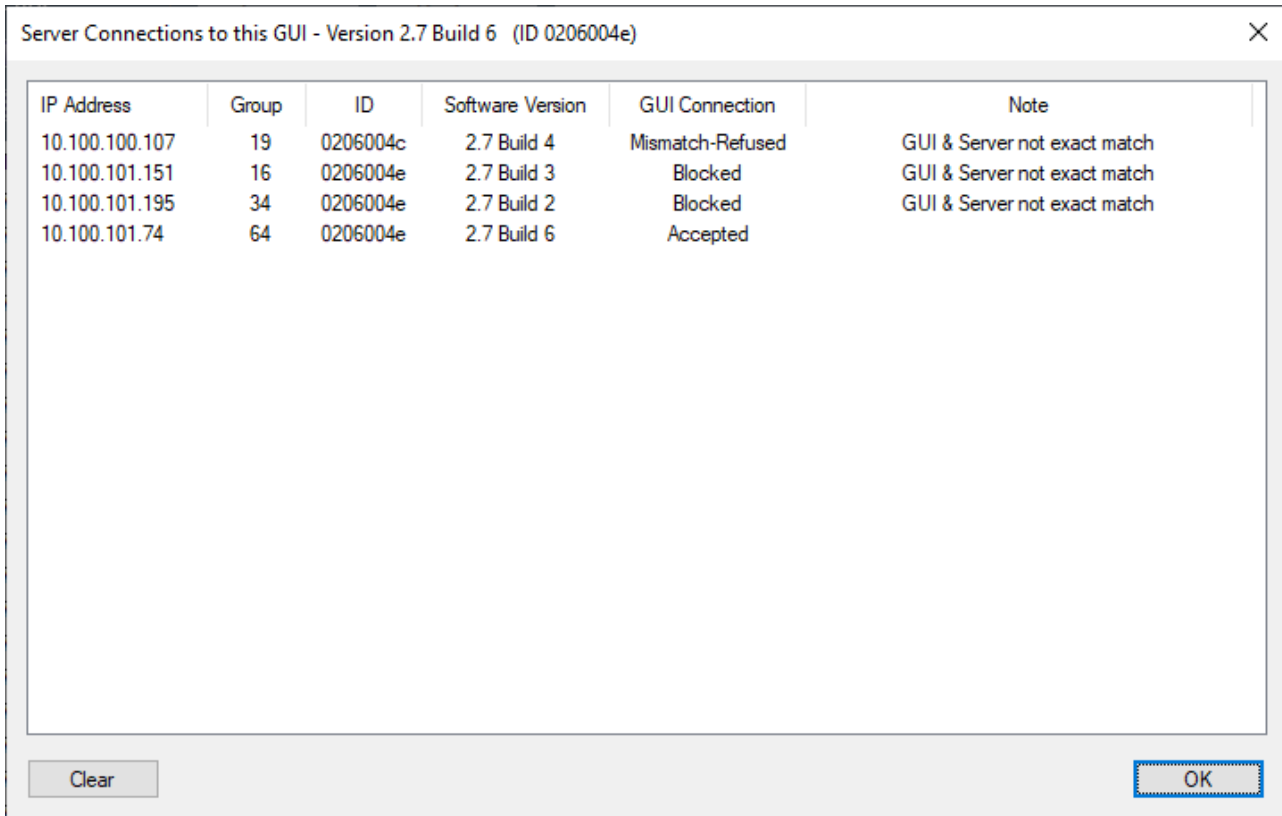 Server Connections to this GUI - Version 2.7 Build 6 (ID 0206004e)
IP Address Group ID Software Version GUI Connection Note
10.100.100.107 19 0206004c 2.7 Build 4 Mismatch-Refused GUI & Server not exact match
10.100.101.151 16 0206004e 2.7 Build 3 Blocked GUI & Server not exact match
10.100.101.195 34 0206004e 2.7 Build 2 Blocked GUI & Server not exact match
10.100.101.74 64 0206004e 2.7 Build 6 Accepted
Clear OK